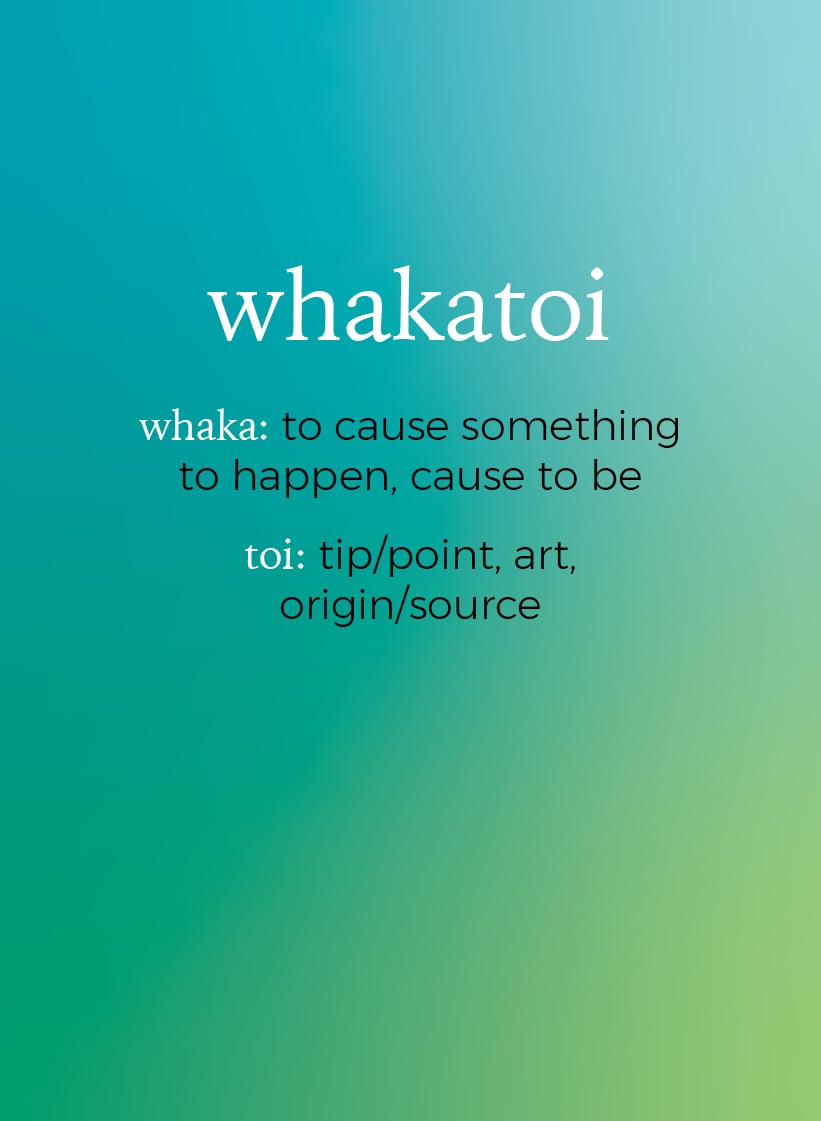 whakatoi
whaka: to cause something
to happen, cause to be
toi: tip/point, art,
origin/source